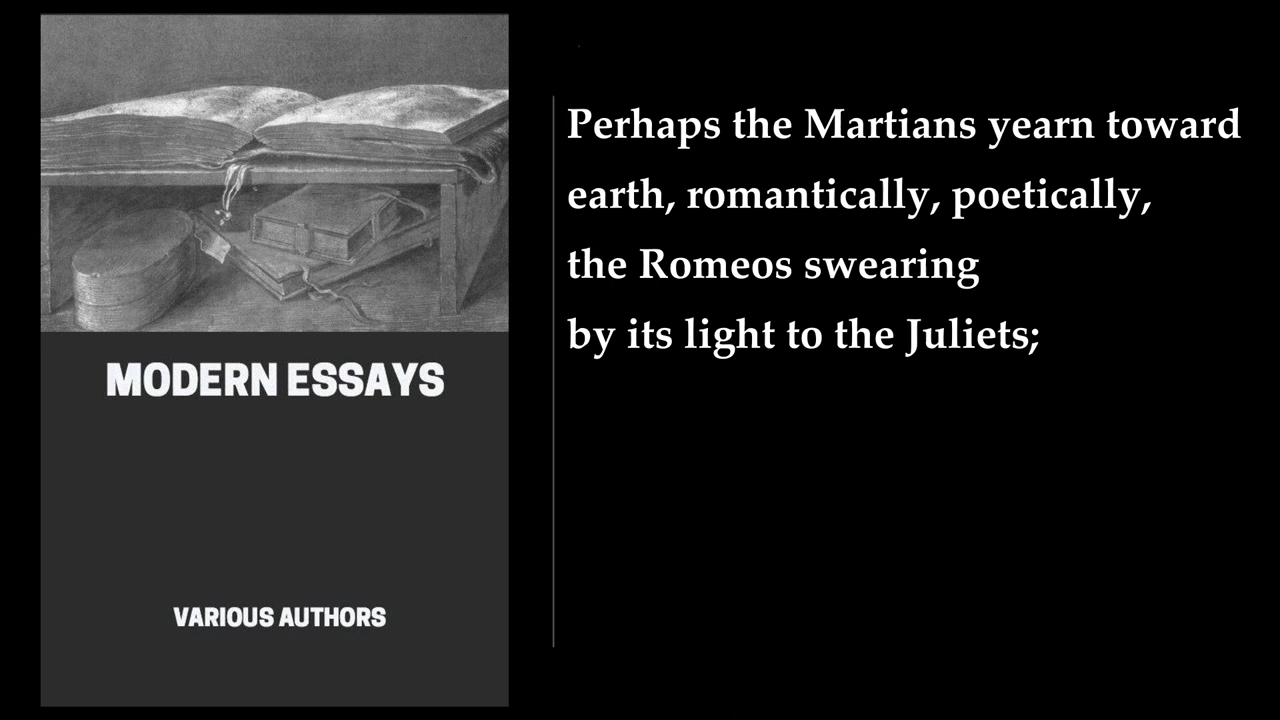 MODERN ESSAYS
VARIOUS AUTHORS
Perhaps the Martians yearn toward
earth, romantically, poetically,
the Romeos swearing
by its light to the Juliets;